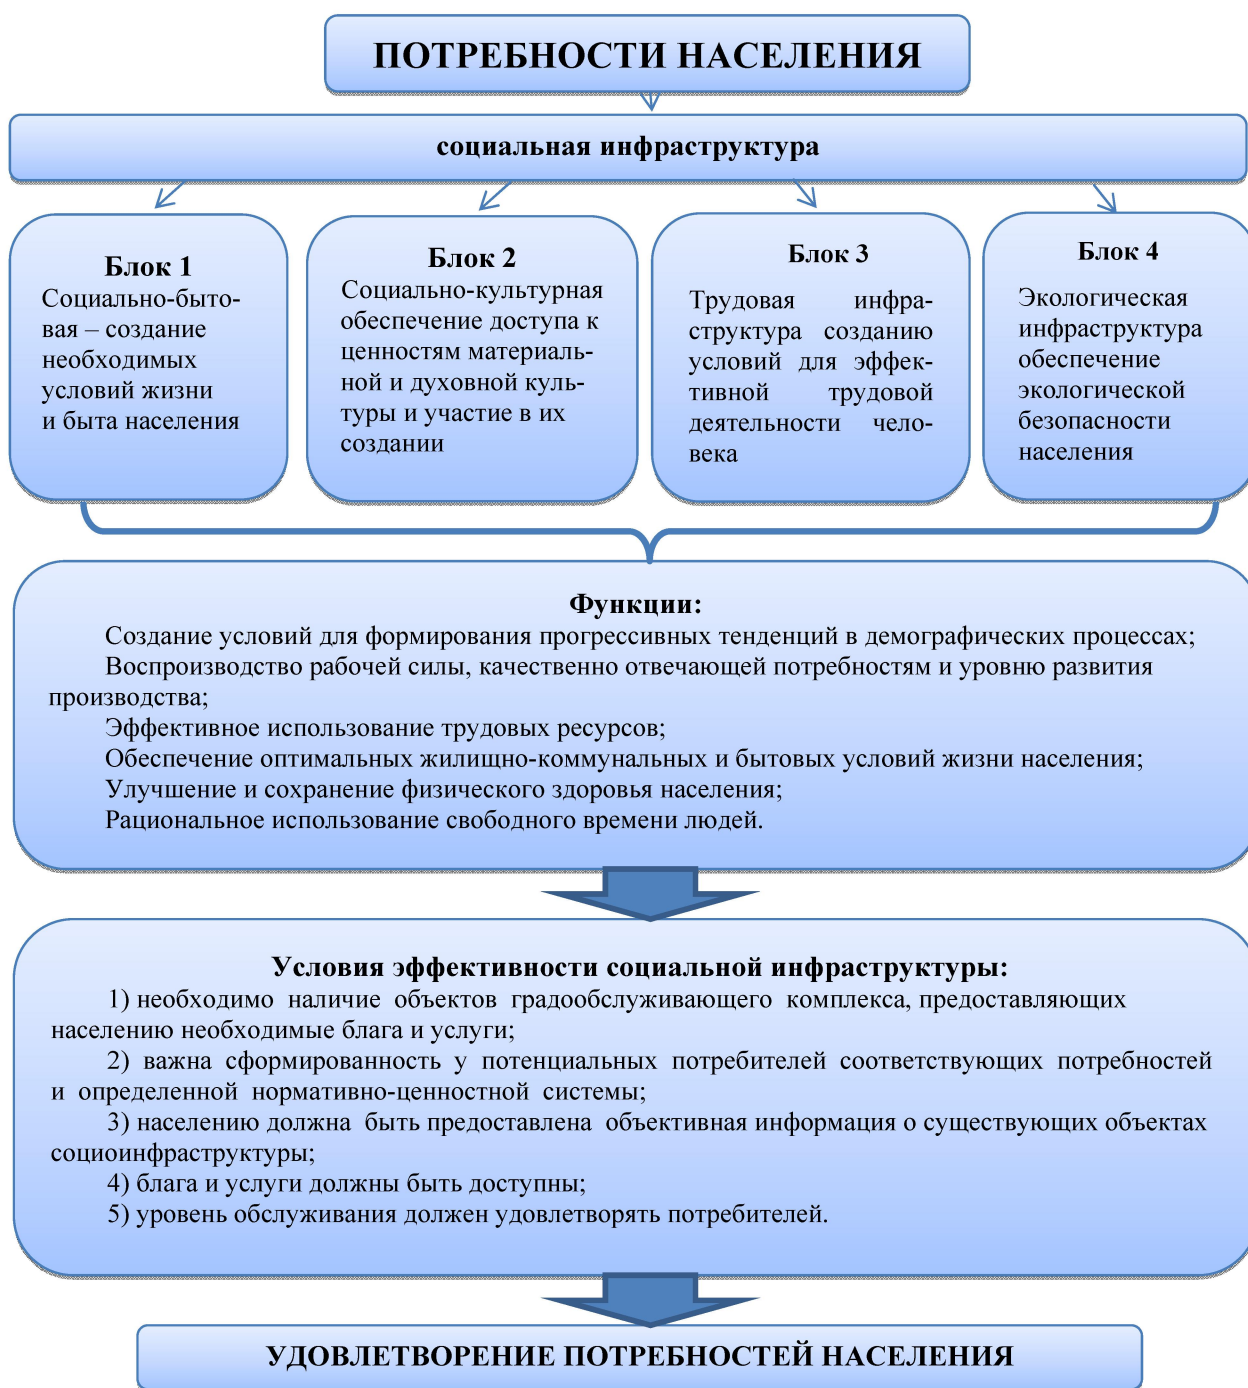 ПОТРЕБНОСТИ НАСЕЛЕНИЯ
социальная инфраструктура
Блок 1
Социально-быто-
вая – создание
необходимых
условий жизни
и быта населения
Блок 2
Социально-культурная
обеспечение доступа к
ценностям материаль-
ной и духовной куль-
туры и участие в их
создании
Блок 3
Трудовая инфра-
структура созданию
условий для эффек-
тивной трудовой
деятельности чело-
века
Блок 4
Экологическая
инфраструктура
обеспечение
экологической
безопасности
населения
Функции:
Создание условий для формирования прогрессивных тенденций в демографических процессах;
Воспроизводство рабочей силы, качественно отвечающей потребностям и уровню развития
производства;
Эффективное использование трудовых ресурсов;
Обеспечение оптимальных жилищно-коммунальных и бытовых условий жизни населения;
Улучшение и сохранение физического здоровья населения;
Рациональное использование свободного времени людей.
Условия эффективности социальной инфраструктуры:
1) необходимо наличие объектов градообслуживающего комплекса, предоставляющих
населению необходимые блага и услуги;
2) важна сформированность у потенциальных потребителей соответствующих потребностей
и определенной нормативно-ценностной системы;
3) населению должна быть предоставлена объективная информация о существующих объектах
социоинфраструктуры;
4) блага и услуги должны быть доступны;
5) уровень обслуживания должен удовлетворять потребителей.
УДОВЛЕТВОРЕНИЕ ПОТРЕБНОСТЕЙ НАСЕЛЕНИЯ